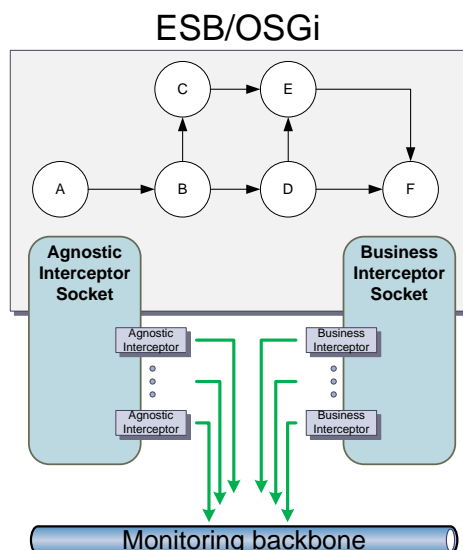 ESB/OSGi
C
E
A
B
D
F
Agnostic
Interceptor
Socket
Business
Interceptor
Socket
Agnostic
Interceptor
Business
Interceptor
Agnostic
Interceptor
Business
Interceptor
Monitoring backbone